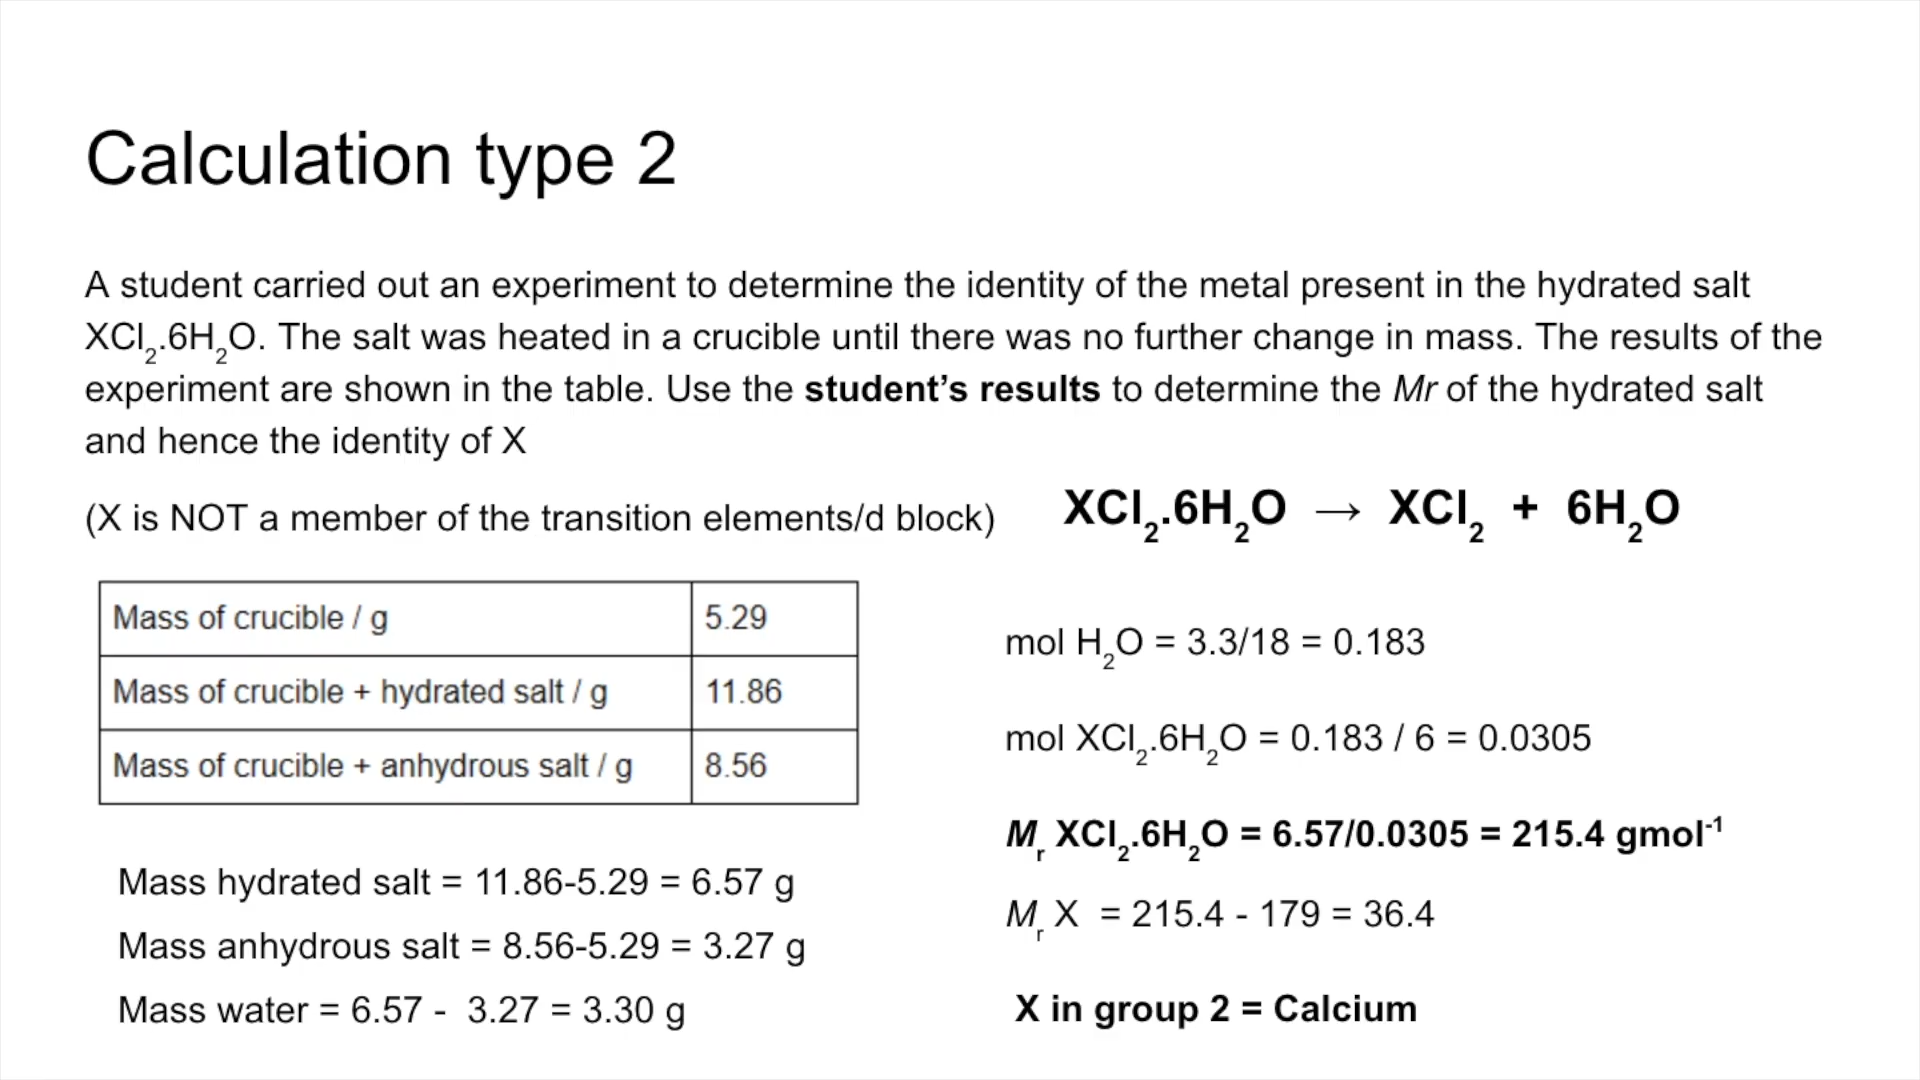 Calculation type 2
A student carried out an experiment to determine the identity of the metal present in the hydrated salt
XCl₂.6H₂O. The salt was heated in a crucible until there was no further change in mass. The results of the
experiment are shown in the table. Use the student’s results to determine the Mr of the hydrated salt
and hence the identity of X
(X is NOT a member of the transition elements/d block)
XCl₂.6H₂O → XCl₂ + 6H₂O
Mass of crucible / g 5.29
Mass of crucible + hydrated salt / g 11.86
Mass of crucible + anhydrous salt / g 8.56
Mass hydrated salt = 11.86-5.29 = 6.57 g
Mass anhydrous salt = 8.56-5.29 = 3.27 g
Mass water = 6.57 - 3.27 = 3.30 g
mol H₂O = 3.3/18 = 0.183
mol XCl₂.6H₂O = 0.183 / 6 = 0.0305
Mᵣ XCl₂.6H₂O = 6.57/0.0305 = 215.4 gmol⁻¹
Mᵣ X = 215.4 - 179 = 36.4
X in group 2 = Calcium